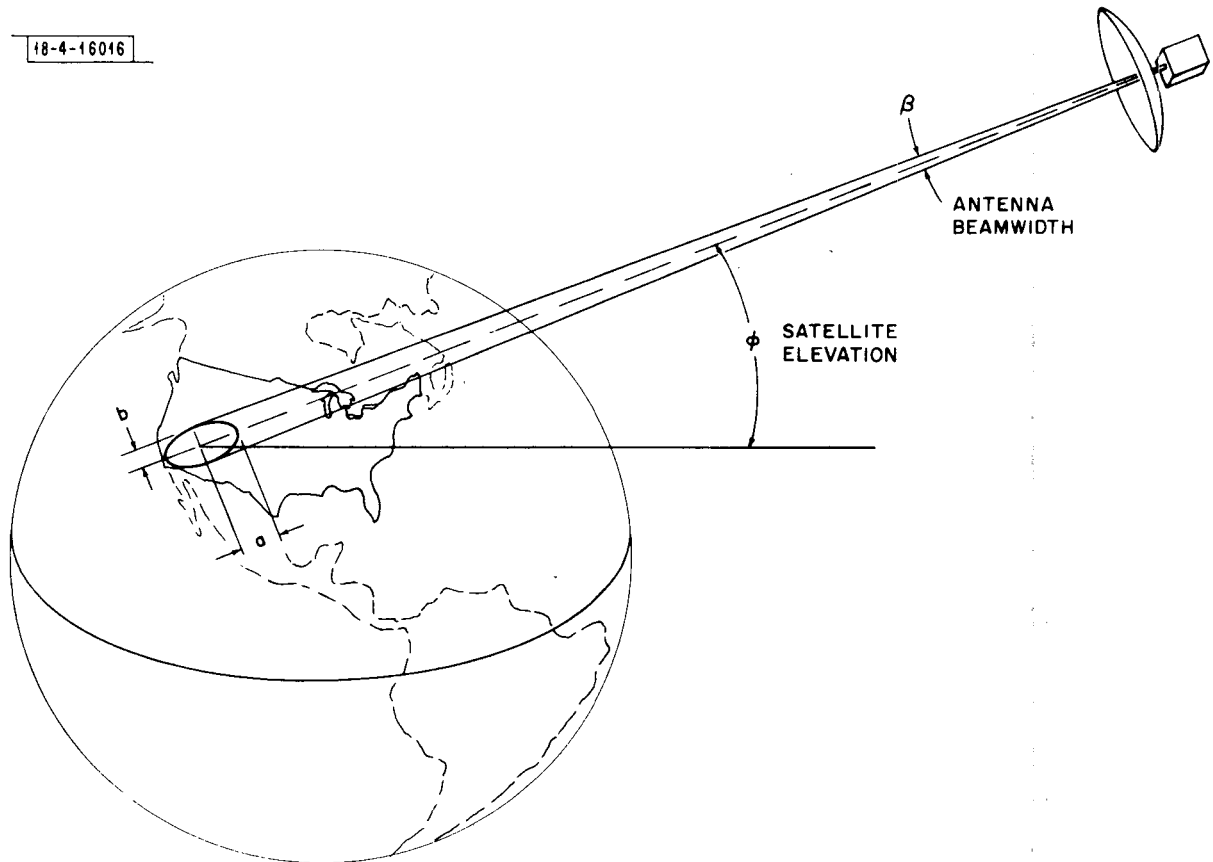 18-4-16016
β
ANTENNA
BEAMWIDTH
φ
SATELLITE
ELEVATION
b
a